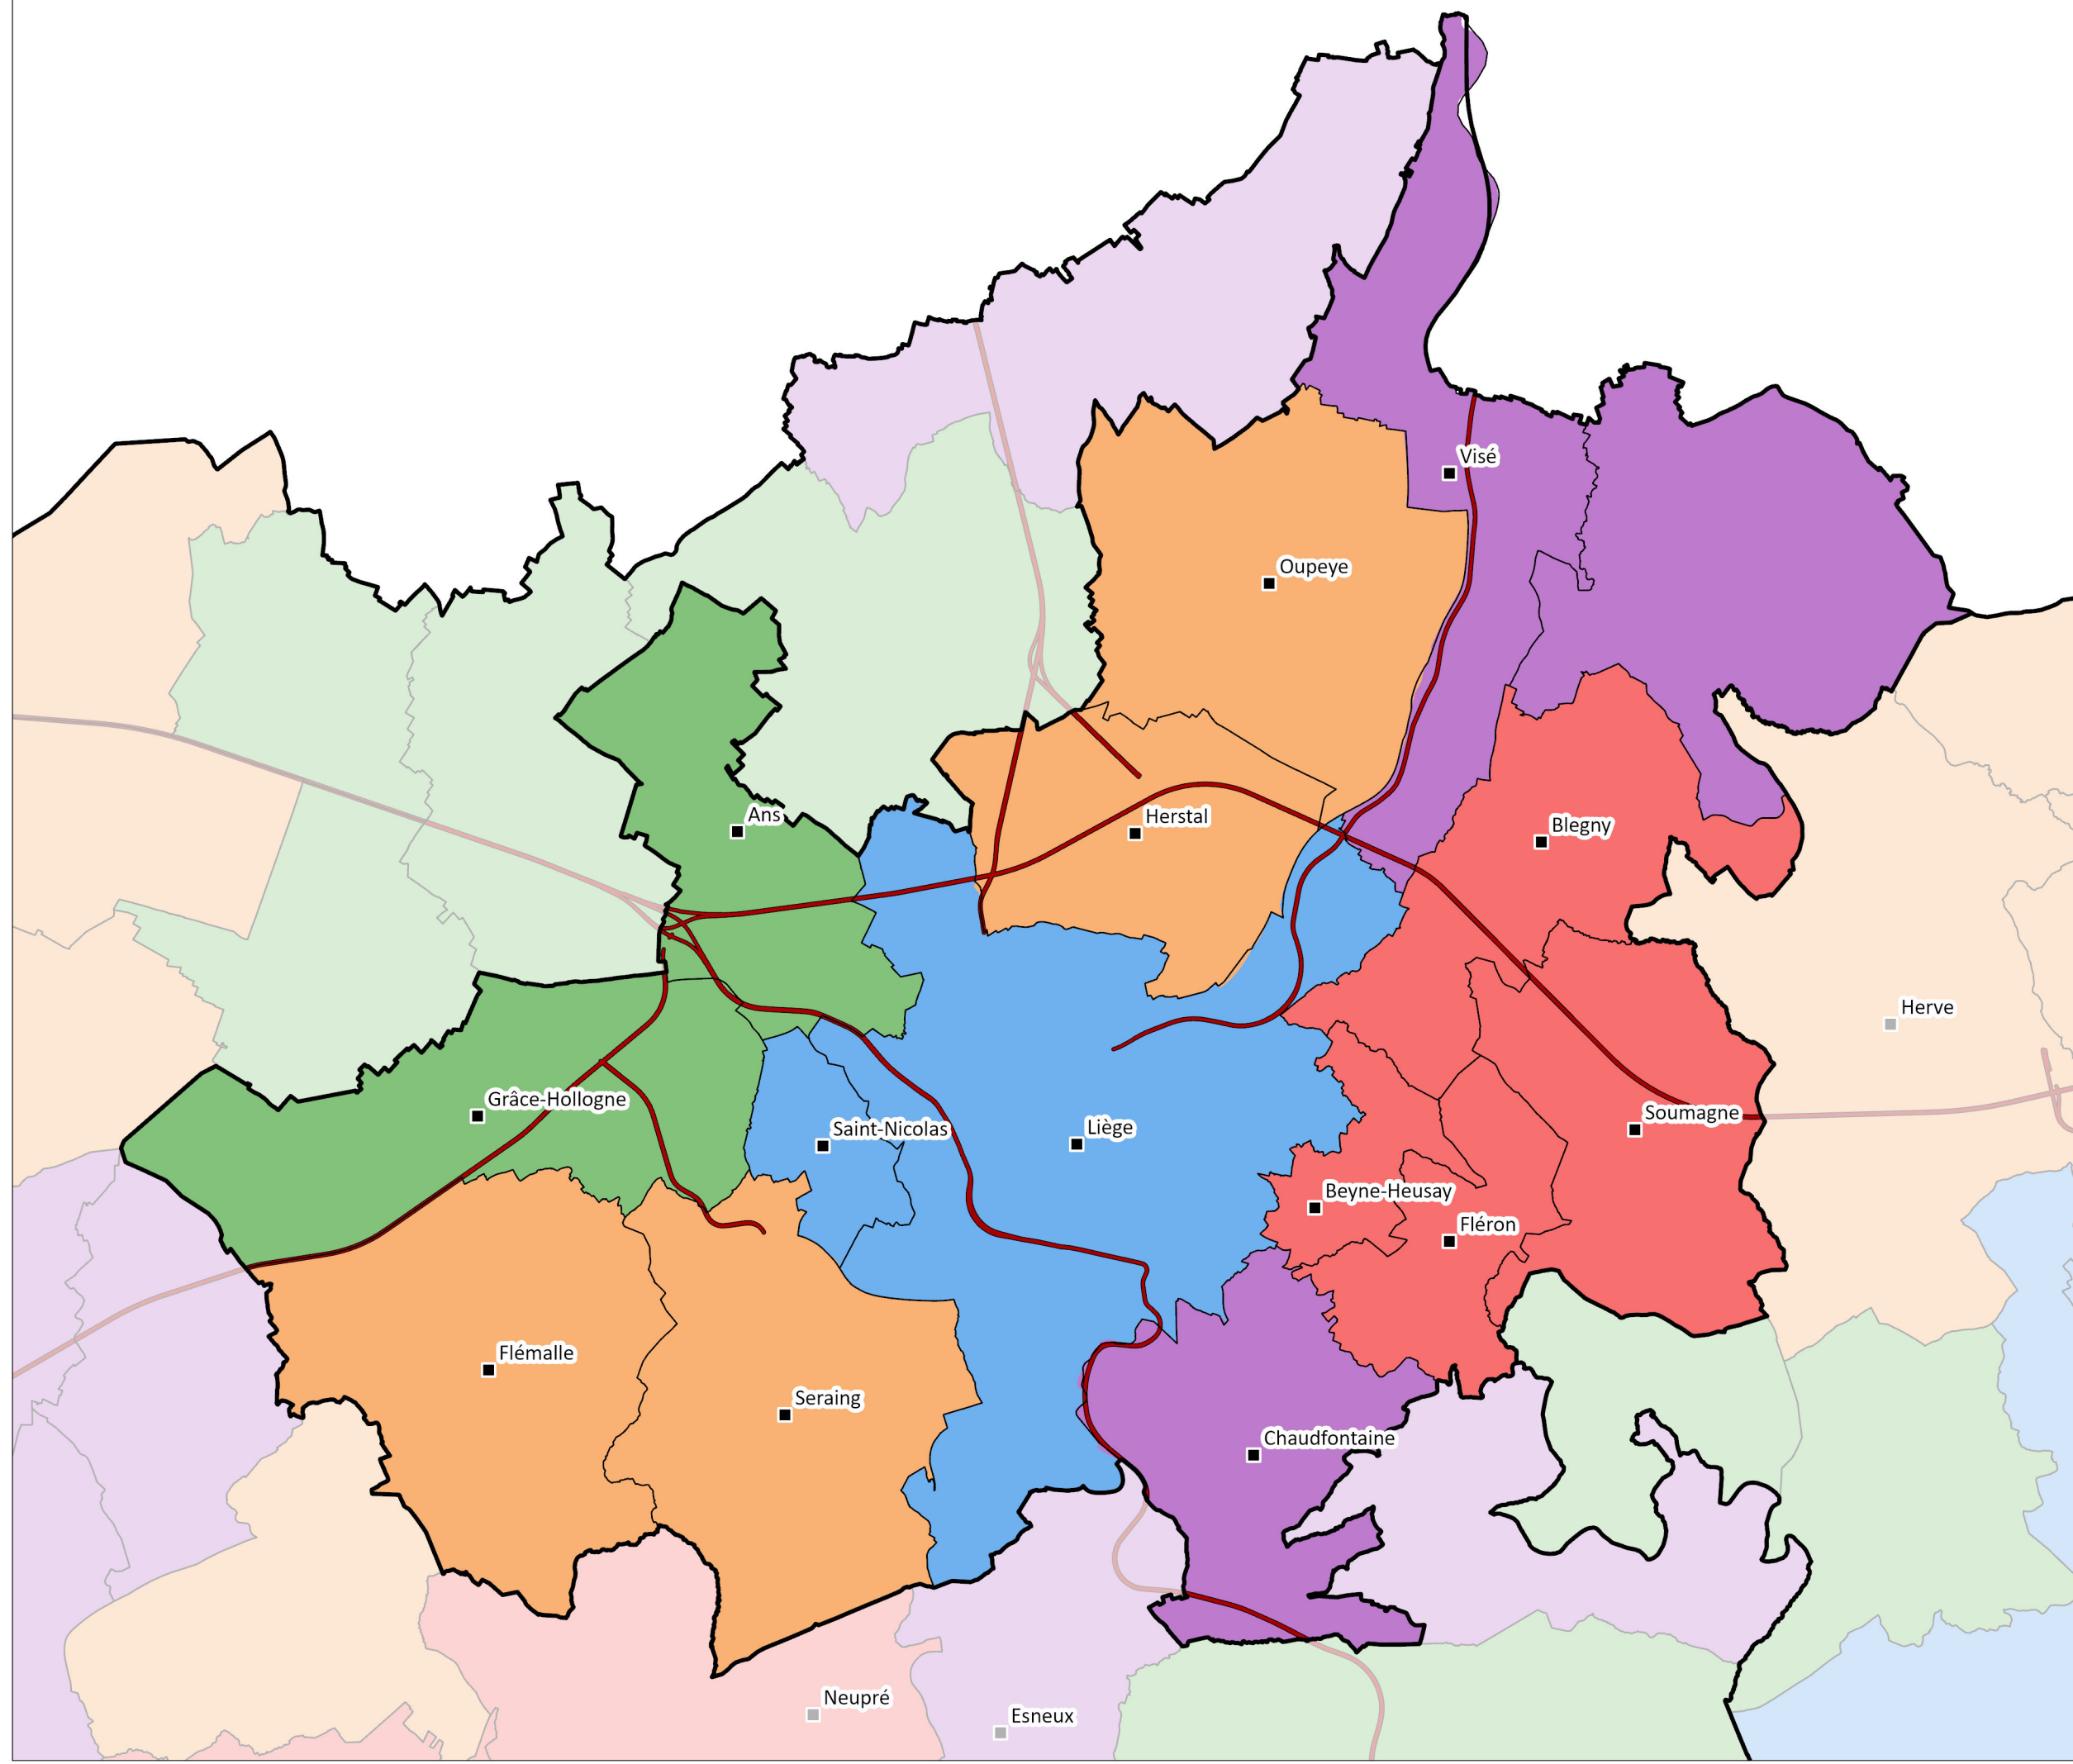 Visé
Oupeye
Ans
Herstal
Blegny
Herve
Grâce-Hollogne
Saint-Nicolas
Liège
Soumagne
Beyne-Heusay
Fléron
Flémalle
Seraing
Chaudfontaine
Neupré
Esneux